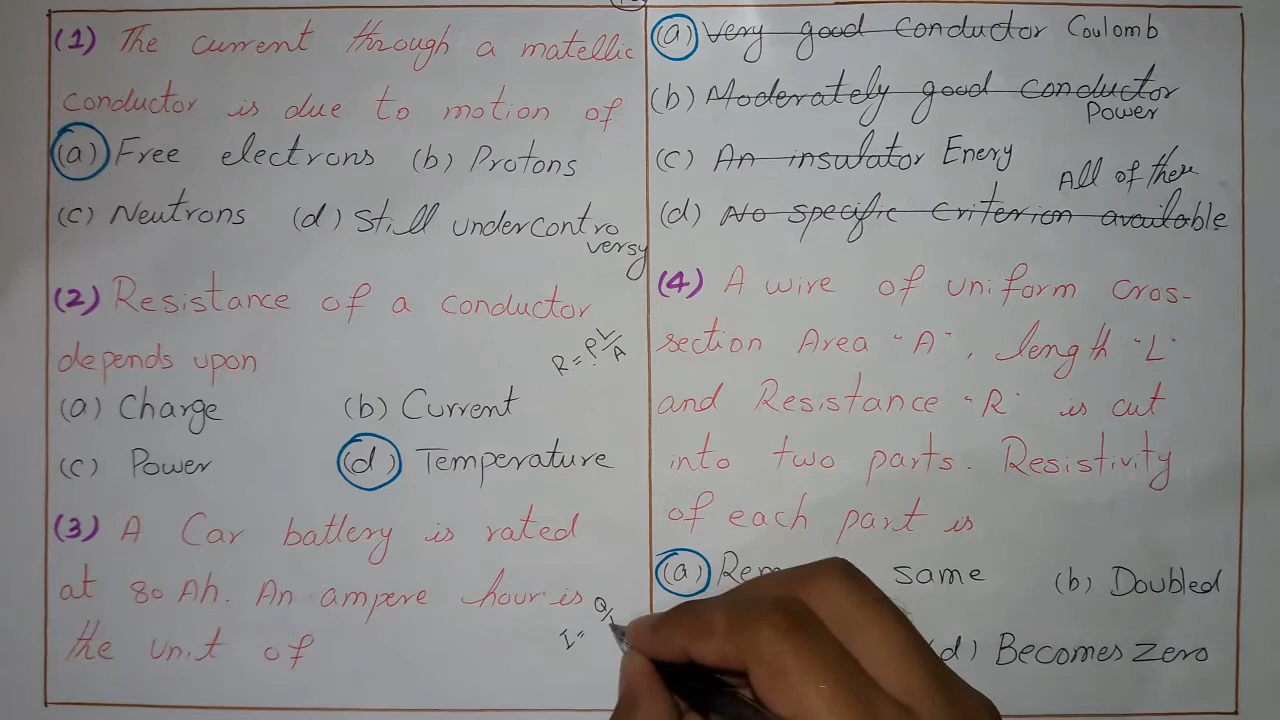 (1) The current through a matellic
conductor is due to motion of
(a) Free electrons (b) Protons
(c) Neutrons (d) Still undercontro
versy
(2) Resistance of a conductor
depends upon
R = ρL/A
(a) Charge (b) Current
(c) Power (d) Temperature
(3) A Car battery is rated
at 80 Ah. An ampere hour is
the unit of
I = Q/
(a) Very good conductor Coulomb
(b) Moderately good conductor
Power
(c) An insulator Enery
All of these
(d) No specific criterion available
(4) A wire of uniform cros-
section Area "A", length "L"
and Resistance "R" is cut
into two parts. Resistivity
of each part is
(a) same (b) Doubled
(d) Becomes zero